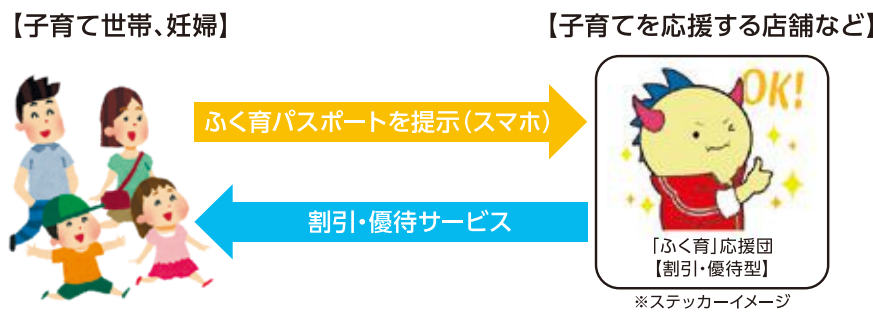 【子育て世帯、妊婦】
【子育てを応援する店舗など】
OK!
ふく育パスポートを提示(スマホ)
割引・優待サービス
「ふく育」応援団
【割引・優待型】
※ステッカーイメージ